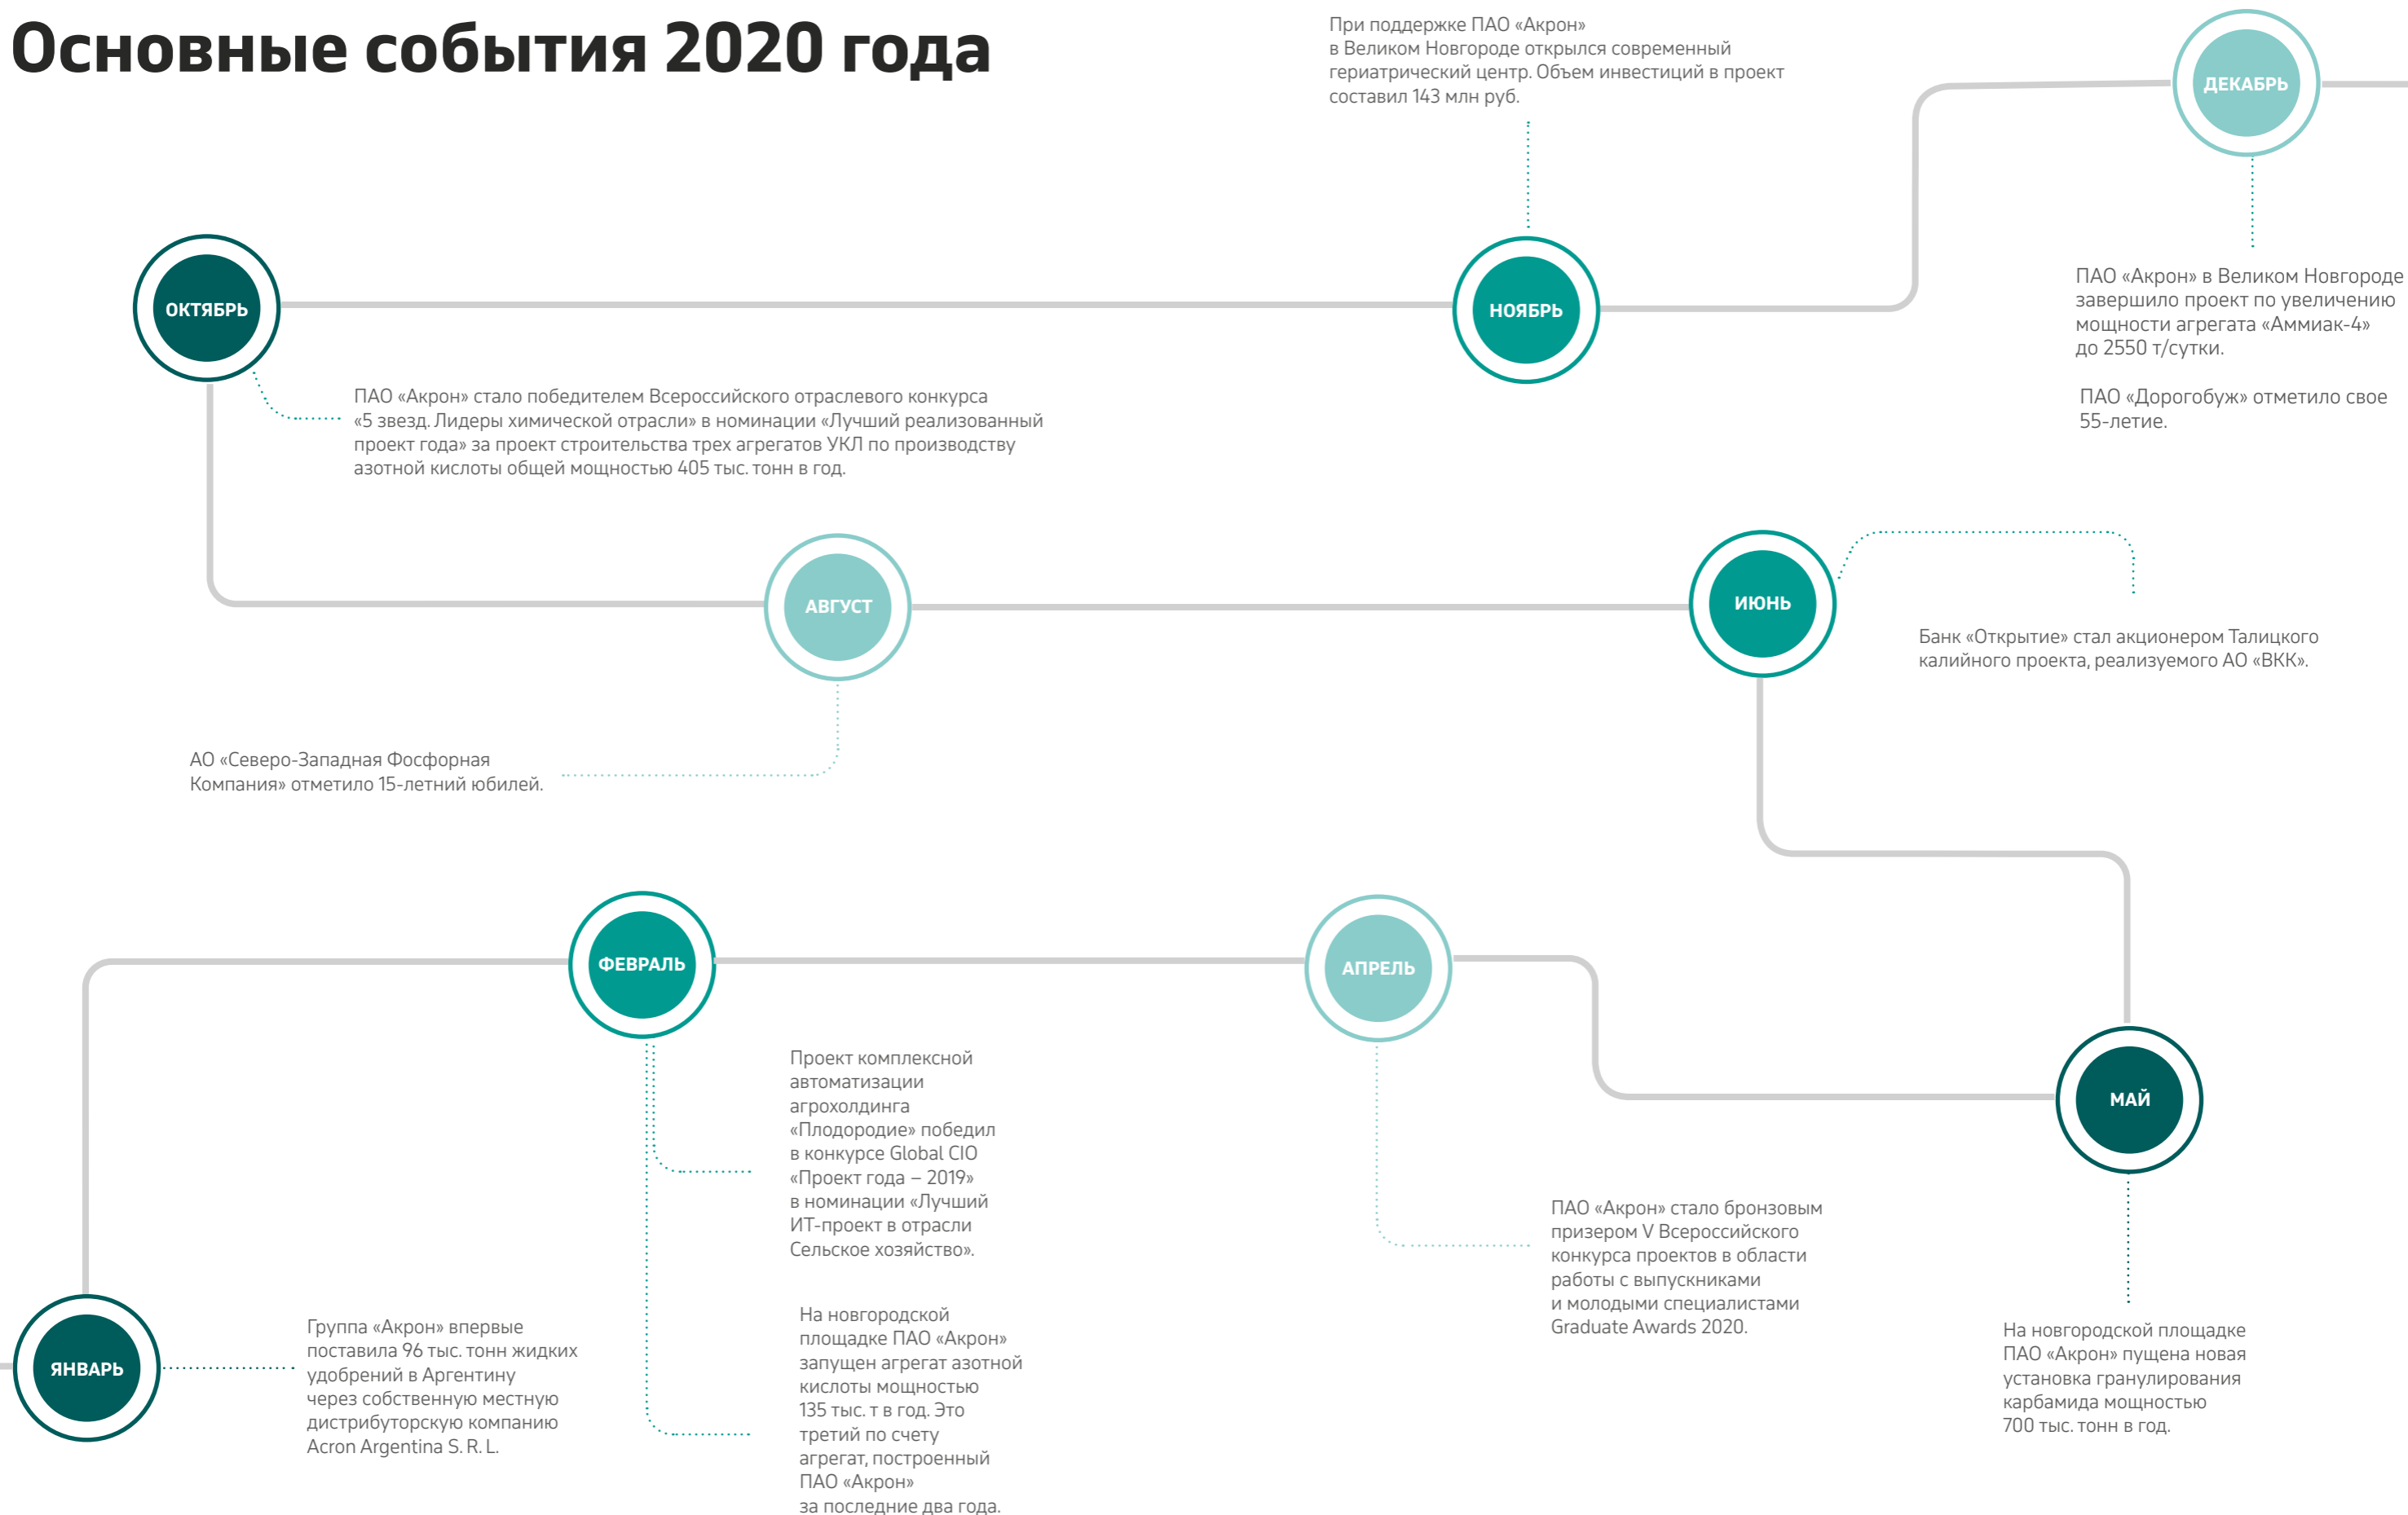 Основные события 2020 года
При поддержке ПАО «Акрон»
в Великом Новгороде открылся современный
гериатрический центр. Объем инвестиций в проект
составил 143 млн руб.
ДЕКАБРЬ
ПАО «Акрон» в Великом Новгороде
завершило проект по увеличению
мощности агрегата «Аммиак-4»
до 2550 т/сутки.
ПАО «Дорогобуж» отметило свое
55-летие.
ОКТЯБРЬ
НОЯБРЬ
ПАО «Акрон» стало победителем Всероссийского отраслевого конкурса
«5 звезд. Лидеры химической отрасли» в номинации «Лучший реализованный
проект года» за проект строительства трех агрегатов УКЛ по производству
азотной кислоты общей мощностью 405 тыс. тонн в год.
АВГУСТ
ИЮНЬ
Банк «Открытие» стал акционером Талицкого
калийного проекта, реализуемого АО «ВКК».
АО «Северо-Западная Фосфорная
Компания» отметило 15-летний юбилей.
ФЕВРАЛЬ
АПРЕЛЬ
МАЙ
Проект комплексной
автоматизации
агрохолдинга
«Плодородие» победил
в конкурсе Global CIO
«Проект года – 2019»
в номинации «Лучший
ИТ-проект в отрасли
Сельское хозяйство».
ПАО «Акрон» стало бронзовым
призером V Всероссийского
конкурса проектов в области
работы с выпускниками
и молодыми специалистами
Graduate Awards 2020.
ЯНВАРЬ
Группа «Акрон» впервые
поставила 96 тыс. тонн жидких
удобрений в Аргентину
через собственную местную
дистрибуторскую компанию
Acron Argentina S. R. L.
На новгородской
площадке ПАО «Акрон»
запущен агрегат азотной
кислоты мощностью
135 тыс. т в год. Это
третий по счету
агрегат, построенный
ПАО «Акрон»
за последние два года.
На новгородской площадке
ПАО «Акрон» пущена новая
установка гранулирования
карбамида мощностью
700 тыс. тонн в год.